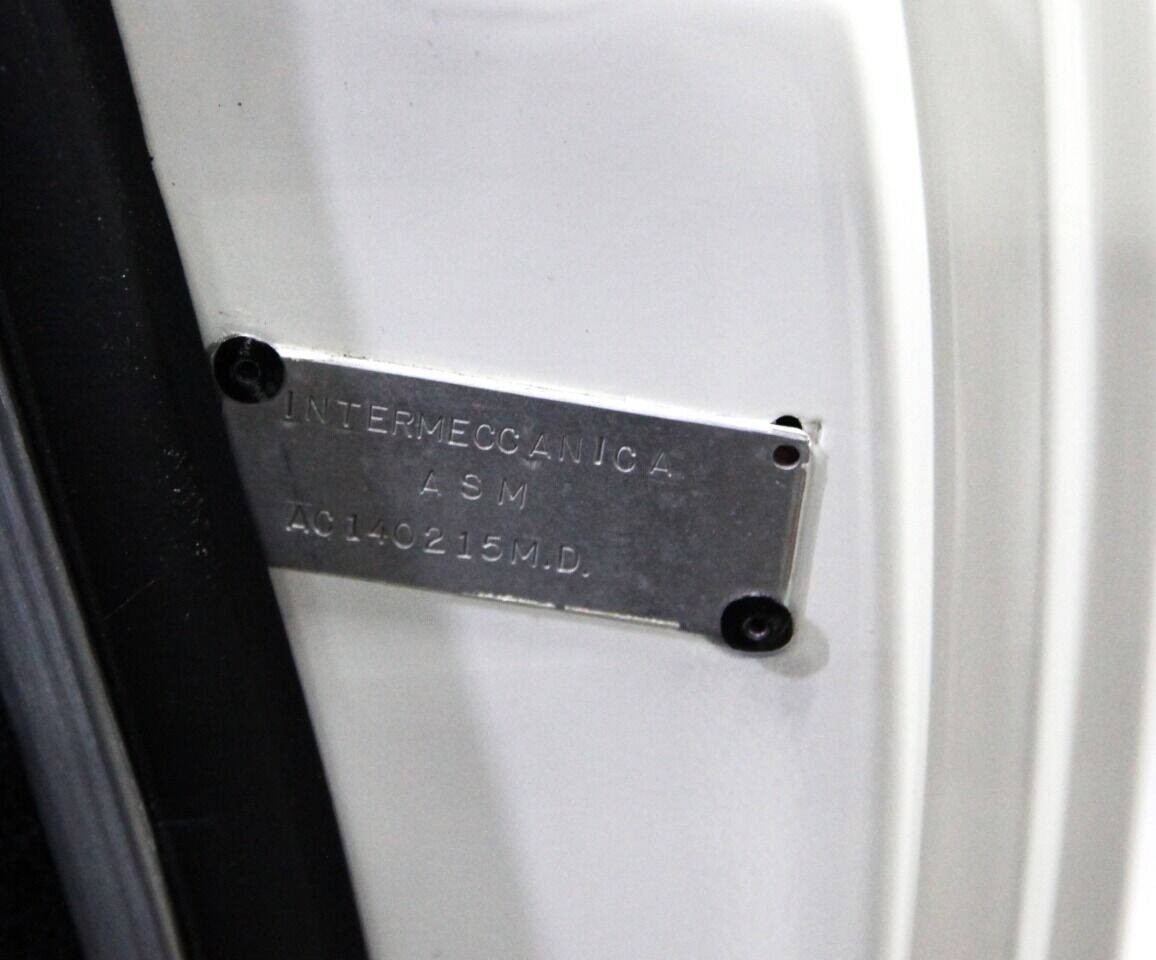 INTERMECCANICA
ASM
AC140215M.D.